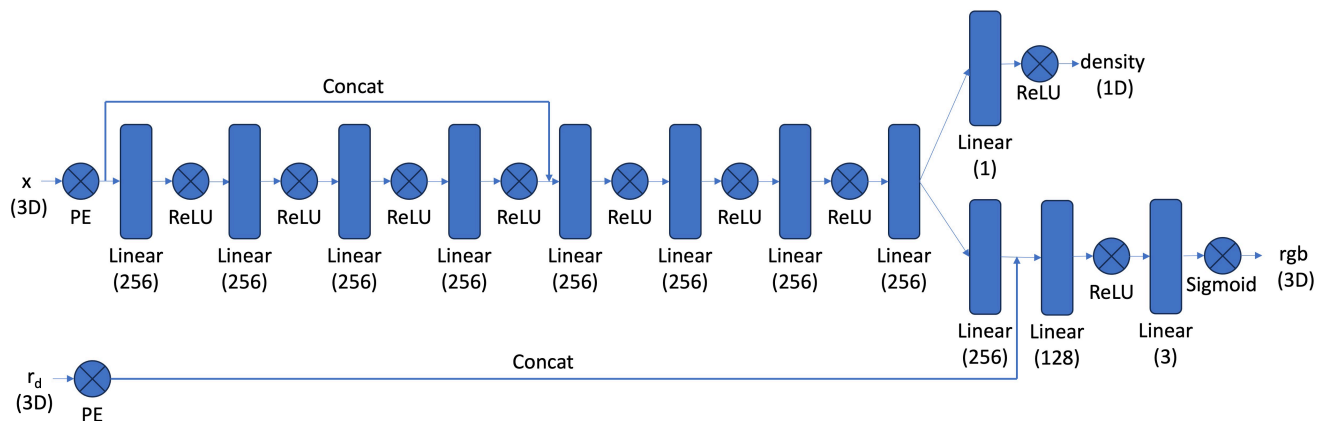 density
(1D)
ReLU
Linear
(1)
Concat
x
(3D)
PE
ReLU
ReLU
ReLU
ReLU
ReLU
ReLU
ReLU
Linear
(256)
Linear
(256)
Linear
(256)
Linear
(256)
Linear
(256)
Linear
(256)
Linear
(256)
Linear
(256)
rgb
(3D)
Sigmoid
ReLU
Linear
(256)
Linear
(128)
Linear
(3)
Concat
r_d
(3D)
PE